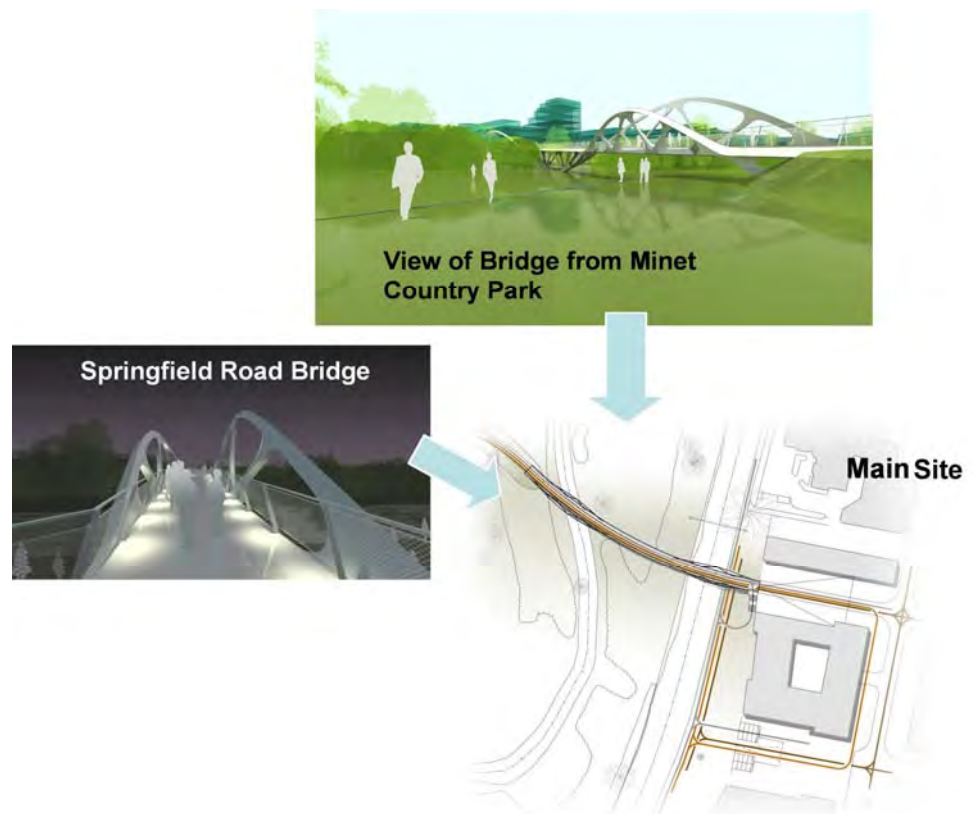 View of Bridge from Minet
Country Park
Springfield Road Bridge
Main Site